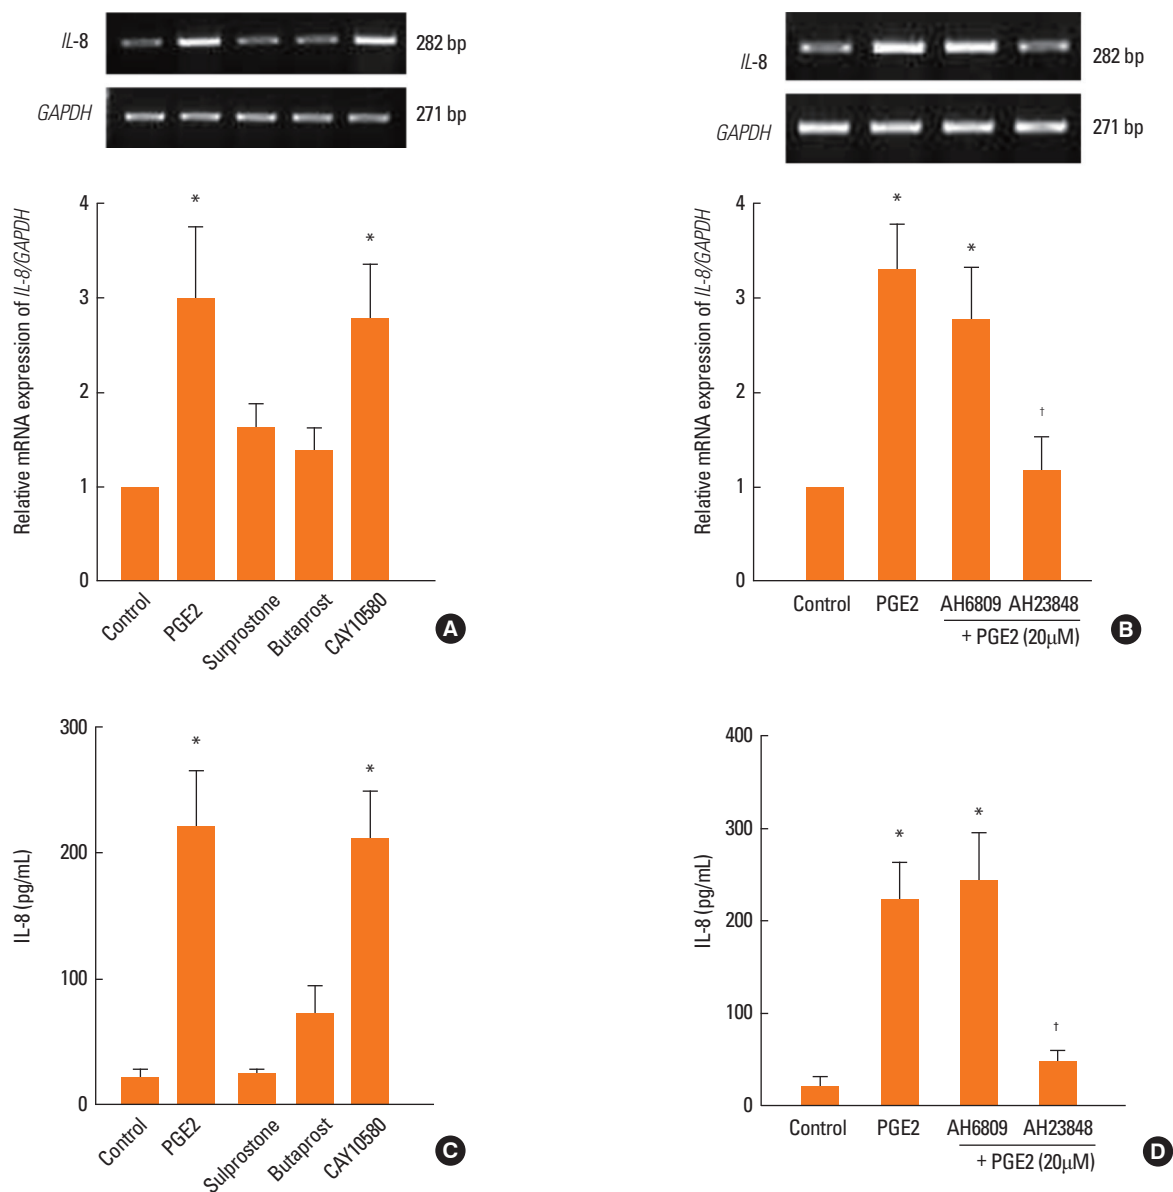 IL-8
282 bp
GAPDH
271 bp
Relative mRNA expression of IL-8/GAPDH
4
3
2
1
0
*
*
Control
PGE2
Surprostone
Butaprost
CAY10580
A
IL-8
282 bp
GAPDH
271 bp
Relative mRNA expression of IL-8/GAPDH
4
3
2
1
0
*
*
†
Control
PGE2
AH6809
AH23848
+ PGE2 (20μM)
B
IL-8 (pg/mL)
300
200
100
0
*
*
Control
PGE2
Sulprostone
Butaprost
CAY10580
C
IL-8 (pg/mL)
400
300
200
100
0
*
*
†
Control
PGE2
AH6809
AH23848
+ PGE2 (20μM)
D